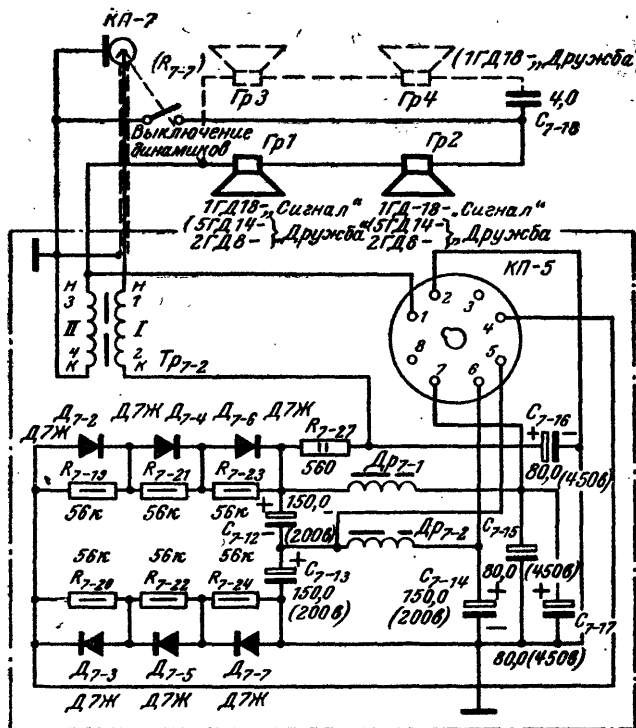 КП-7
(R7-7)
(1ГД18-„Дружба“)
Гр3
Гр4
4,0
C7-18
Выключение
динамиков
Гр1
Гр2
1ГД18-„Сигнал“
(5ГД14-
2ГД8-
„Дружба“
1ГД-18-„Сигнал“
(5ГД14-
2ГД8-
„Дружба
КП-5
Н
3
II
4
К
Н
1
I
2
К
Тр7-2
1
2
3
4
5
6
7
8
Д7-2
Д7Ж
Д7Ж
Д7-4
Д7-6
Д7Ж
R7-27
560
C7-16
+
-
80,0(450в)
R7-19
R7-21
R7-23
56к
56к
56к
Др7-1
+
150,0
(200в)
C7-12
-
Др7-2
C7-15
80,0
(450в)
56к
56к
56к
R7-20
R7-22
R7-24
+
C7-13
150,0
(200в)
C7-14
150,0
(200в)
+
-
+
C7-17
80,0(450в)
Д7-3
Д7-5
Д7-7
Д7Ж
Д7Ж
Д7Ж